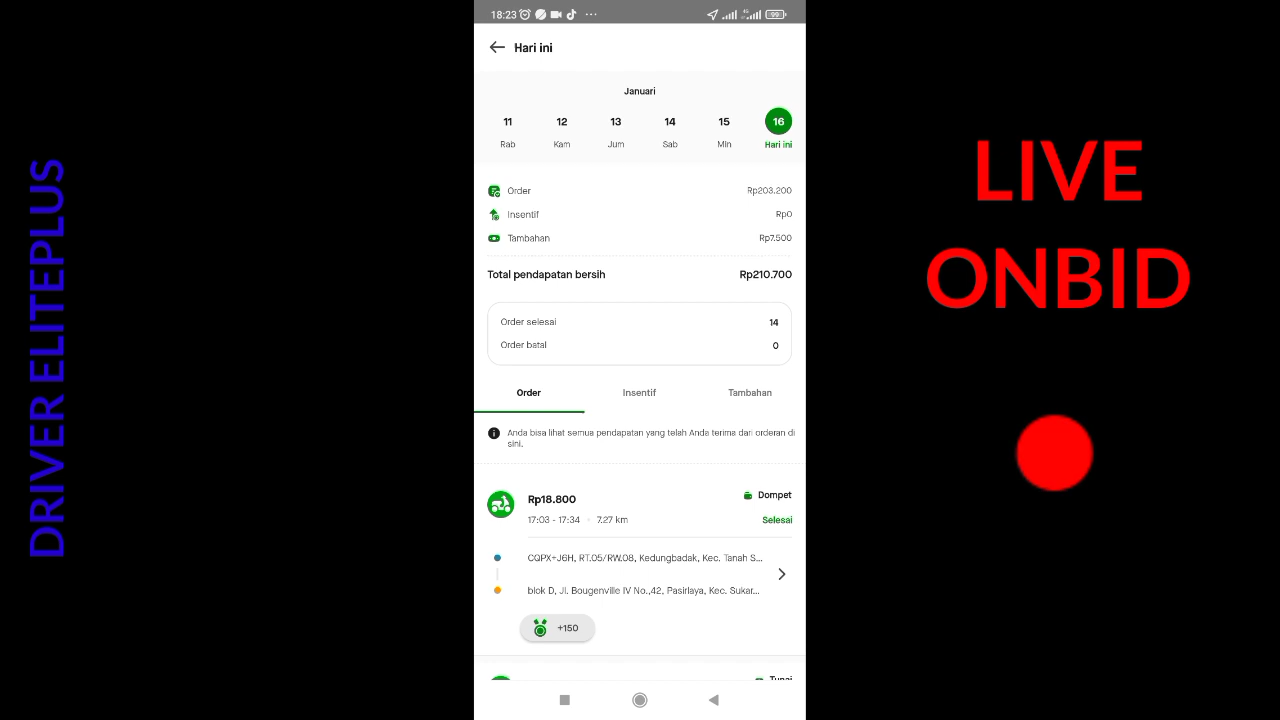 DRIVER ELITEPLUS
18:23
4G
99
Hari ini
Januari
11 12 13 14 15 16
Rab Kam Jum Sab Min Hari ini
Order Rp203.200
Insentif Rp0
Tambahan Rp7.500
Total pendapatan bersih Rp210.700
Order selesai 14
Order batal 0
Order Insentif Tambahan
Anda bisa lihat semua pendapatan yang telah Anda terima dari orderan di
sini.
Rp18.800 Dompet
17:03 - 17:34 7.27 km Selesai
CQPX+J6H, RT.05/RW.08, Kedungbadak, Kec. Tanah S...
blok D, Jl. Bougenville IV No.,42, Pasirlaya, Kec. Sukar...
+150
Tunai
LIVE
ONBID